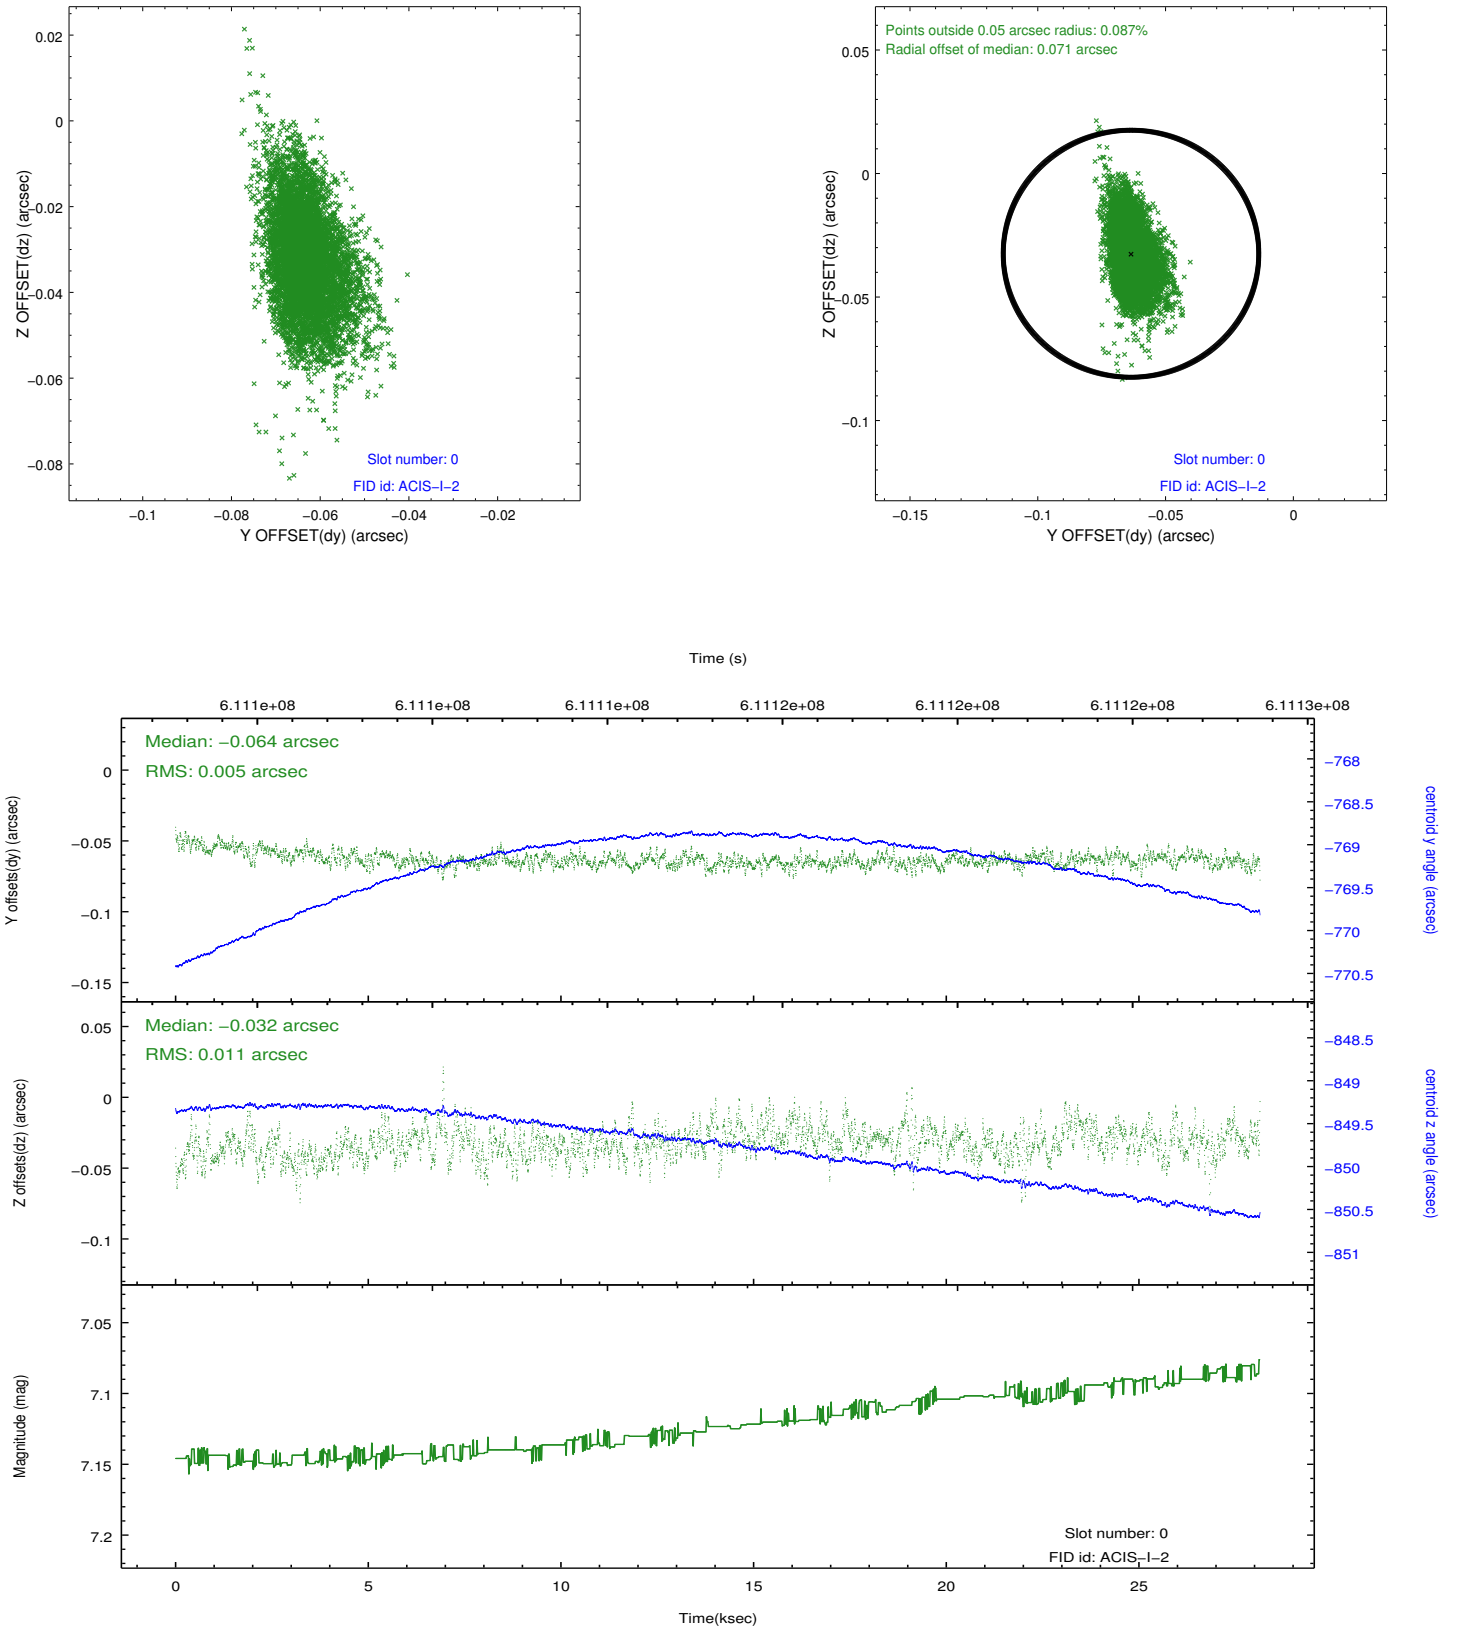 0.02
0
−0.02
−0.04
−0.06
−0.08
Z OFFSET(dz) (arcsec)
Slot number: 0
FID id: ACIS−I−2
−0.1
−0.08
−0.06
−0.04
−0.02
Y OFFSET(dy) (arcsec)
Points outside 0.05 arcsec radius: 0.087%
Radial offset of median: 0.071 arcsec
0.05
0
−0.05
−0.1
Z OFFSET(dz) (arcsec)
Slot number: 0
FID id: ACIS−I−2
−0.15
−0.1
−0.05
0
Y OFFSET(dy) (arcsec)
Time (s)
6.111e+08
6.111e+08
6.1111e+08
6.1112e+08
6.1112e+08
6.1112e+08
6.1113e+08
Median: −0.064 arcsec
RMS: 0.005 arcsec
0
−0.05
−0.1
−0.15
Y offsets(dy) (arcsec)
−768
−768.5
−769
−769.5
−770
−770.5
centroid y angle (arcsec)
Median: −0.032 arcsec
RMS: 0.011 arcsec
0.05
0
−0.05
−0.1
Z offsets(dz) (arcsec)
−848.5
−849
−849.5
−850
−850.5
−851
centroid z angle (arcsec)
7.05
7.1
7.15
7.2
Magnitude (mag)
Slot number: 0
FID id: ACIS−I−2
0
5
10
15
20
25
Time(ksec)